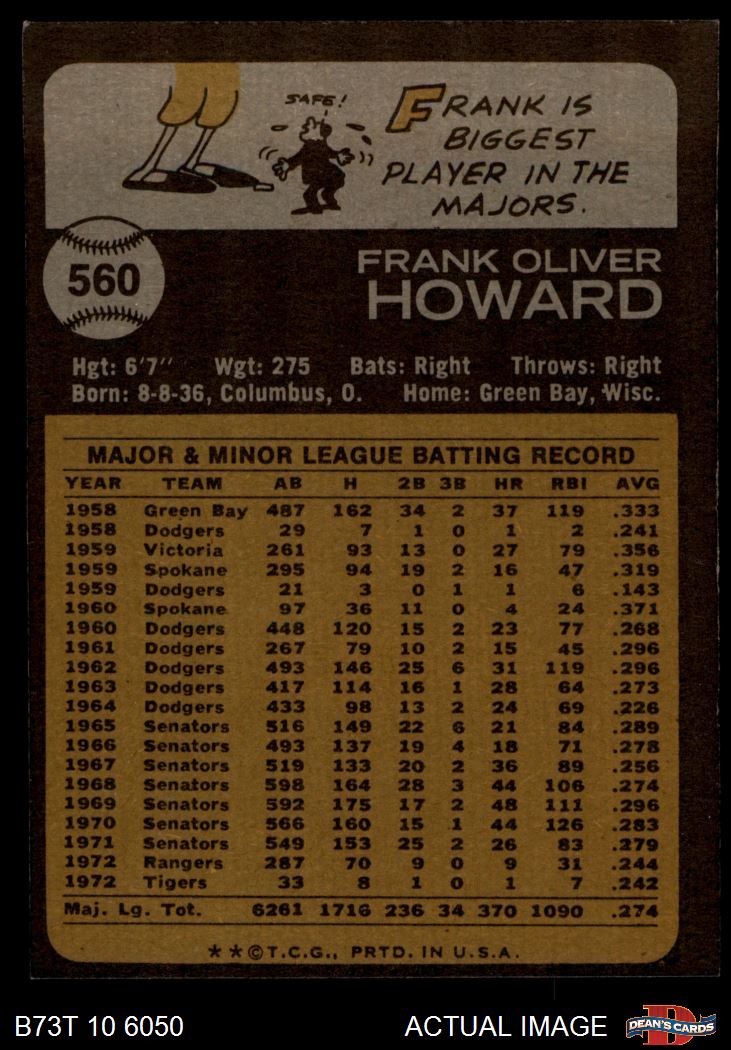 SAFE!
FRANK IS
BIGGEST
PLAYER IN THE
MAJORS.
560
FRANK OLIVER
HOWARD
Hgt: 6'7" Wgt: 275 Bats: Right Throws: Right
Born: 8-8-36, Columbus, O. Home: Green Bay, Wisc.
MAJOR & MINOR LEAGUE BATTING RECORD
YEAR TEAM AB H 2B 3B HR RBI AVG
1958 Green Bay 487 162 34 2 37 119 .333
1958 Dodgers 29 7 1 0 1 2 .241
1959 Victoria 261 93 13 0 27 79 .356
1959 Spokane 295 94 19 2 16 47 .319
1959 Dodgers 21 3 0 1 1 6 .143
1960 Spokane 97 36 11 0 4 24 .371
1960 Dodgers 448 120 15 2 23 77 .268
1961 Dodgers 267 79 10 2 15 45 .296
1962 Dodgers 493 146 25 6 31 119 .296
1963 Dodgers 417 114 16 1 28 64 .273
1964 Dodgers 433 98 13 2 24 69 .226
1965 Senators 516 149 22 6 21 84 .289
1966 Senators 493 137 19 4 18 71 .278
1967 Senators 519 133 20 2 36 89 .256
1968 Senators 598 164 28 3 44 106 .274
1969 Senators 592 175 17 2 48 111 .296
1970 Senators 566 160 15 1 44 126 .283
1971 Senators 549 153 25 2 26 83 .279
1972 Rangers 287 70 9 0 9 31 .244
1972 Tigers 33 8 1 0 1 7 .242
Maj. Lg. Tot. 6261 1716 236 34 370 1090 .274
★ ★ © T.C.G., PRTD. IN U.S.A.
B73T 10 6050 ACTUAL IMAGE DEAN'S CARDS